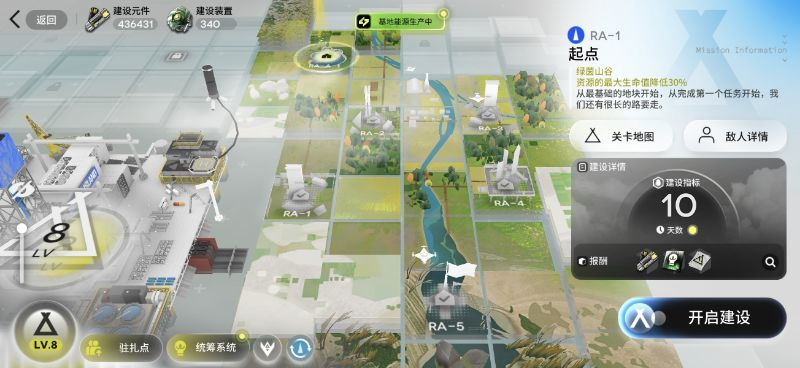 返回
建设元件
436431
建设装置
340
基地能源生产中
RA-1
起点
Mission Information
绿茵山谷
资源的最大生命值降低30%
从最基础的地块开始，从完成第一个任务开始，我
们还有很长的路要走。
关卡地图
敌人详情
建设详情
建设指标
10
天数
报酬
开启建设
RA-2
RA-3
RA-1
RA-4
RA-5
8
LV
LV.8
驻扎点
统筹系统